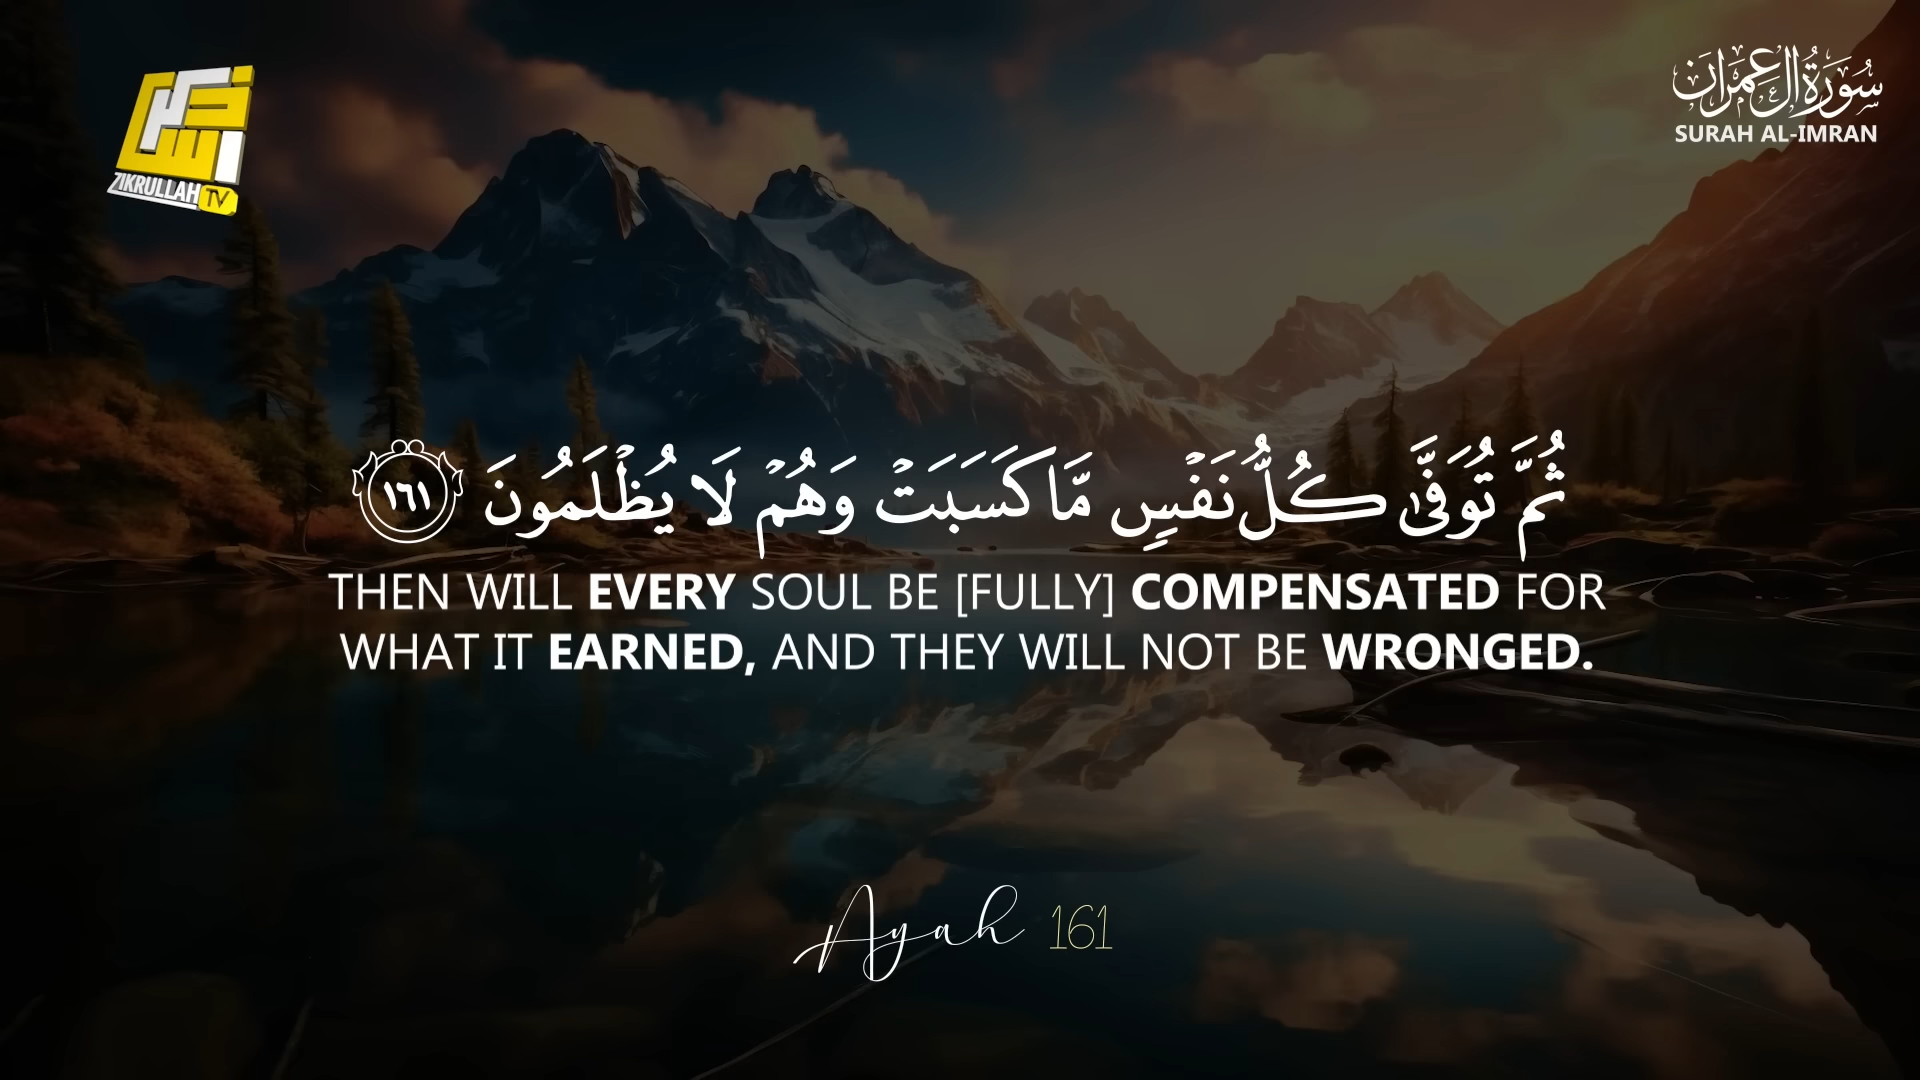 ZIKRULLAH TV
سُورَةُ اٰل عِمرَان
SURAH AL-IMRAN
ثُمَّ تُوَفَّىٰ كُلُّ نَفْسٍ مَّا كَسَبَتْ وَهُمْ لَا يُظْلَمُونَ ١٦١
THEN WILL EVERY SOUL BE [FULLY] COMPENSATED FOR
WHAT IT EARNED, AND THEY WILL NOT BE WRONGED.
Ayah 161